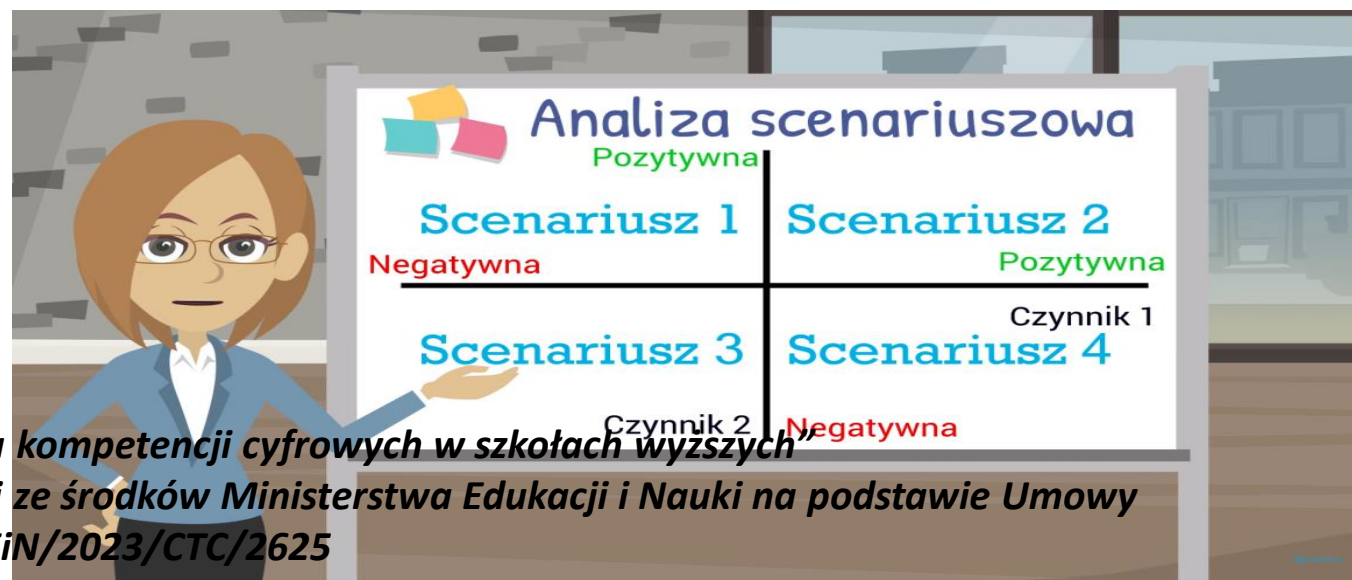 Analiza scenariuszowa
Pozytywna
Scenariusz 1 Scenariusz 2
Negatywna Pozytywna
Czynnik 1
Scenariusz 3 Scenariusz 4
Czynnik 2 Negatywna
kompetencji cyfrowych w szkołach wyższych”
ze środków Ministerstwa Edukacji i Nauki na podstawie Umowy
iN/2023/CTC/2625